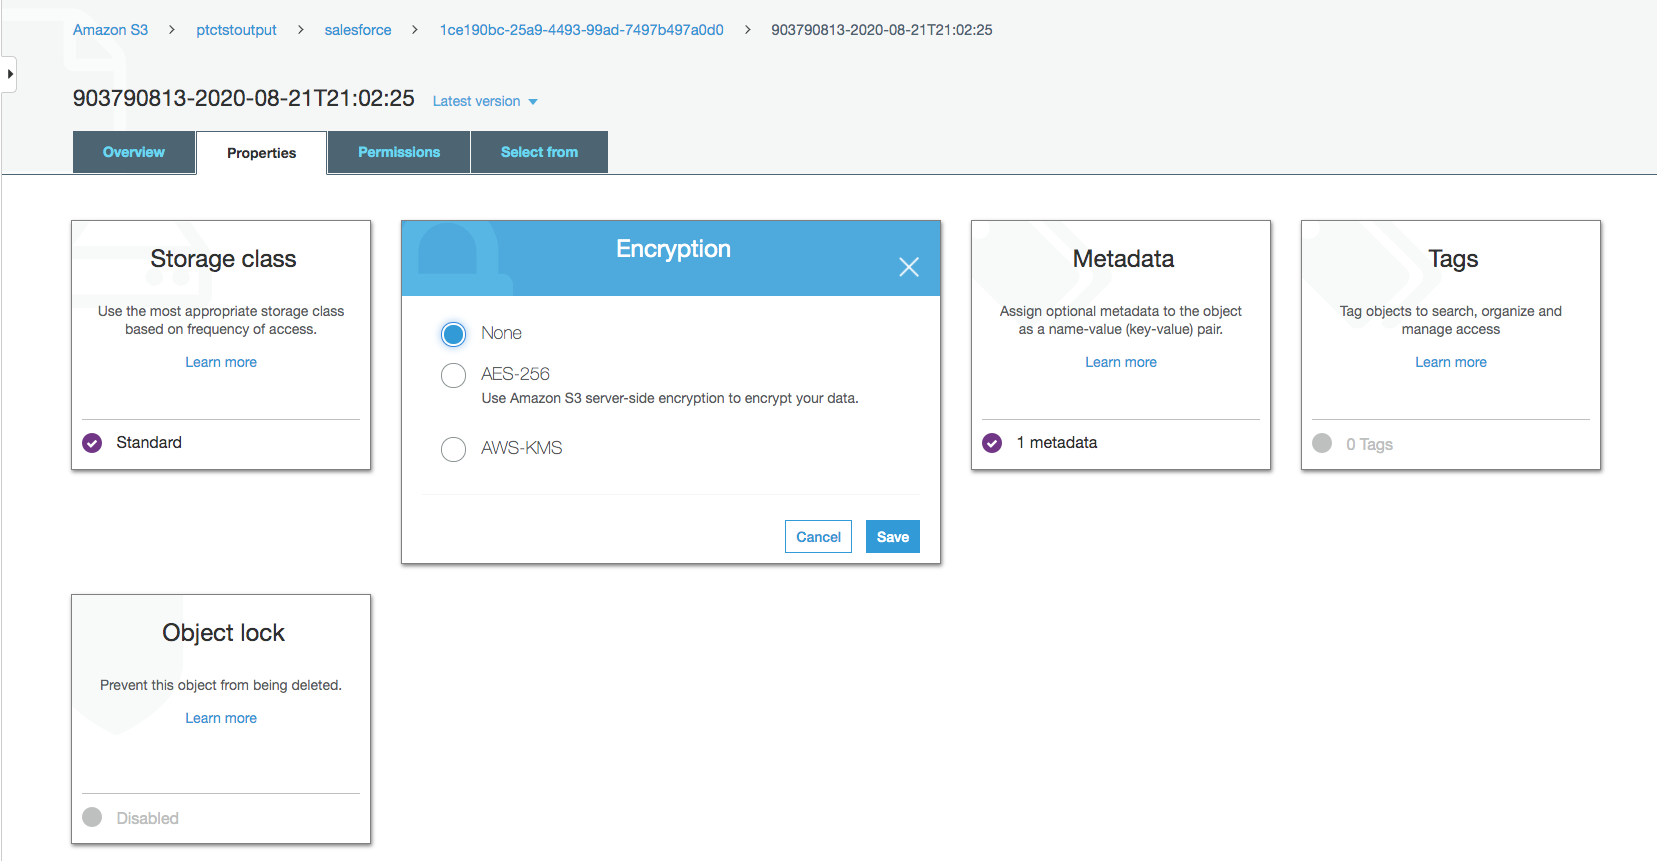 Amazon S3 > ptctstoutput > salesforce > 1ce190bc-25a9-4493-99ad-7497b497a0d0 > 903790813-2020-08-21T21:02:25
903790813-2020-08-21T21:02:25 Latest version
Overview Properties Permissions Select from
Storage class
Use the most appropriate storage class
based on frequency of access.
Learn more
Standard
Encryption
None
AES-256
Use Amazon S3 server-side encryption to encrypt your data.
AWS-KMS
Cancel Save
Metadata
Assign optional metadata to the object
as a name-value (key-value) pair.
Learn more
1 metadata
Tags
Tag objects to search, organize and
manage access
Learn more
0 Tags
Object lock
Prevent this object from being deleted.
Learn more
Disabled